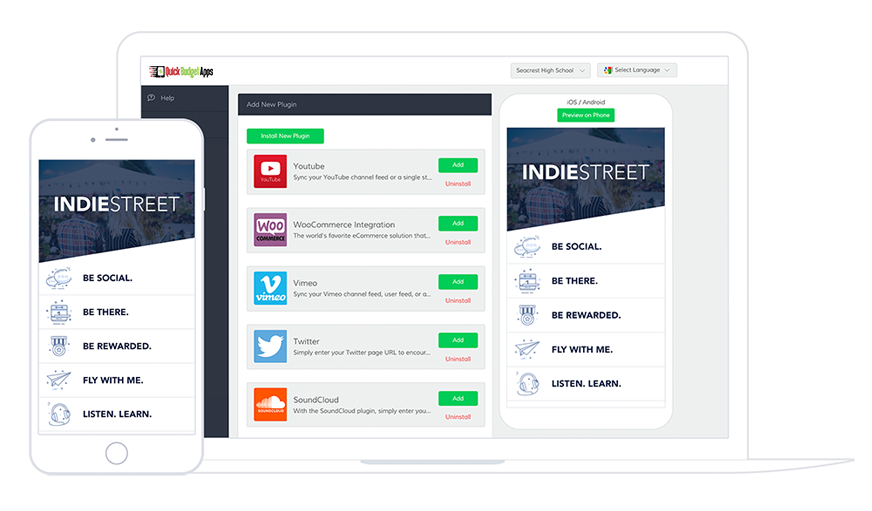 Quick Budget Apps
Seacrest High School
Select Language
Help
Add New Plugin
Install New Plugin
YouTube
Youtube
Sync your YouTube channel feed or a single st...
Add
Uninstall
WOO
COMMERCE
WooCommerce Integration
The world's favorite eCommerce solution that...
Add
Uninstall
vimeo
Vimeo
Sync your Vimeo channel feed, user feed, or a...
Add
Uninstall
Twitter
Simply enter your Twitter page URL to encour...
Add
Uninstall
SOUNDCLOUD
SoundCloud
With the SoundCloud plugin, simply enter you...
Add
Uninstall
iOS / Android
Preview on Phone
INDIESTREET
BE SOCIAL.
BE THERE.
BE REWARDED.
FLY WITH ME.
LISTEN. LEARN.
INDIESTREET
BE SOCIAL.
BE THERE.
BE REWARDED.
FLY WITH ME.
LISTEN. LEARN.